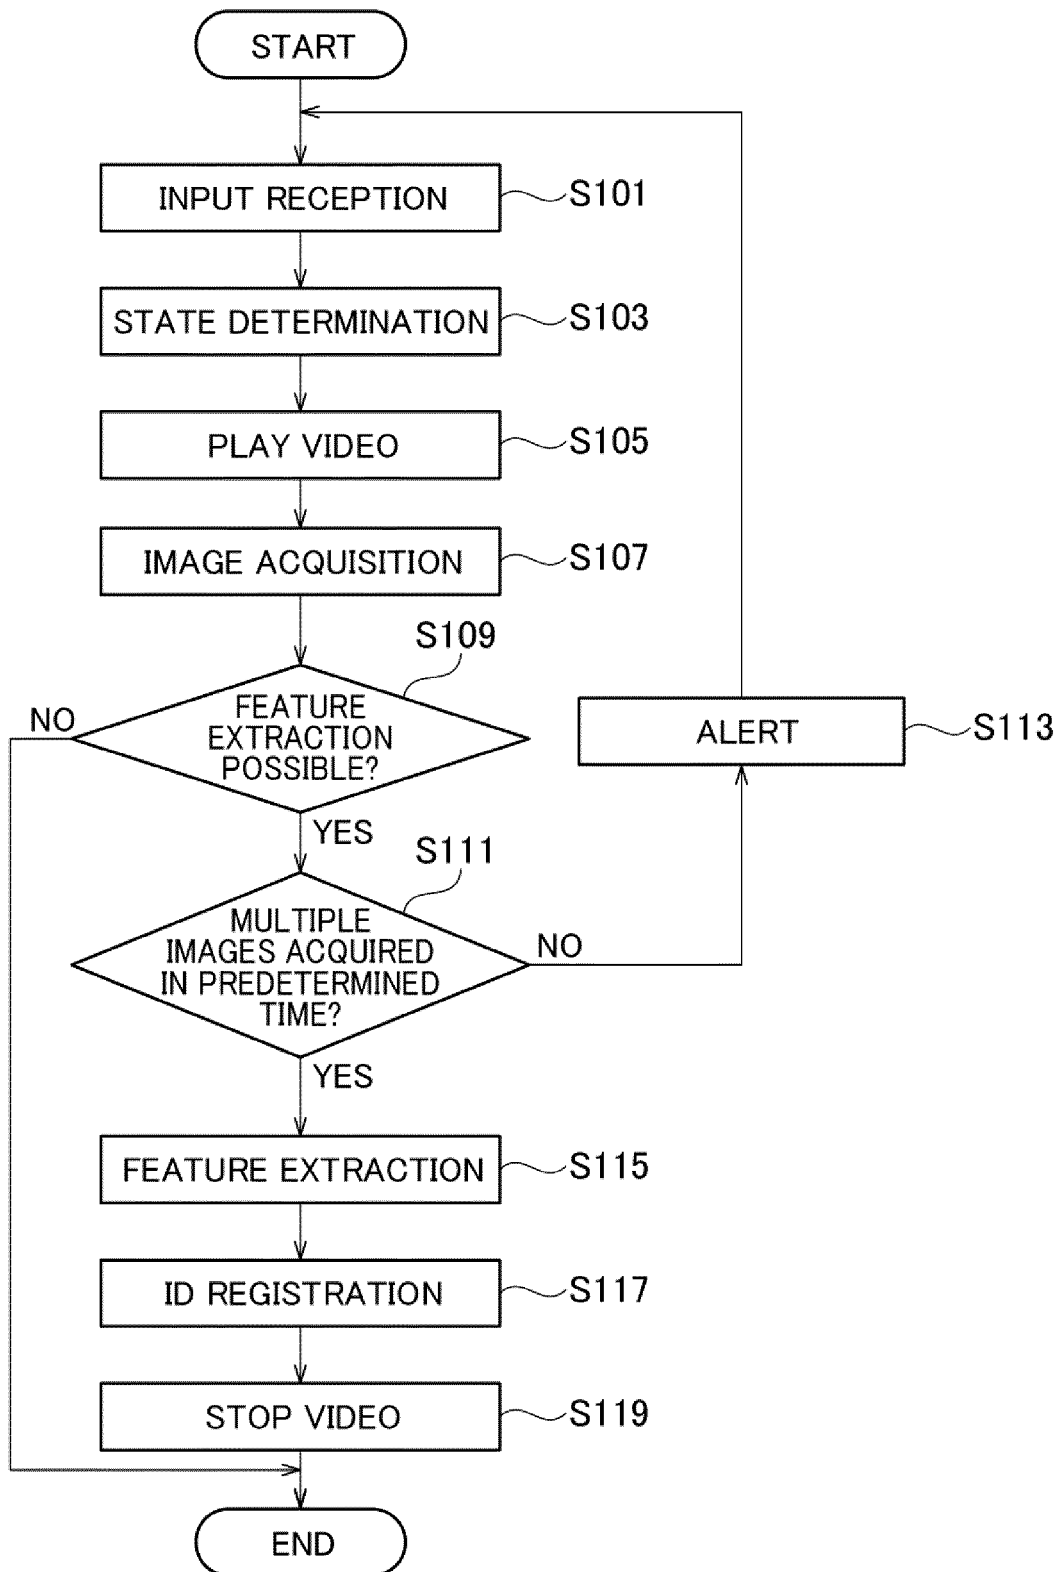 START
INPUT RECEPTION
S101
STATE DETERMINATION
S103
PLAY VIDEO
S105
IMAGE ACQUISITION
S107
S109
NO
FEATURE
EXTRACTION
POSSIBLE?
YES
ALERT
S113
S111
MULTIPLE
IMAGES ACQUIRED
IN PREDETERMINED
TIME?
NO
YES
FEATURE EXTRACTION
S115
ID REGISTRATION
S117
STOP VIDEO
S119
END